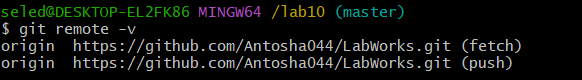 seled@DESKTOP-EL2FK86 MINGW64 /lab10 (master)
$ git remote -v
origin  https://github.com/Antosha044/LabWorks.git (fetch)
origin  https://github.com/Antosha044/LabWorks.git (push)